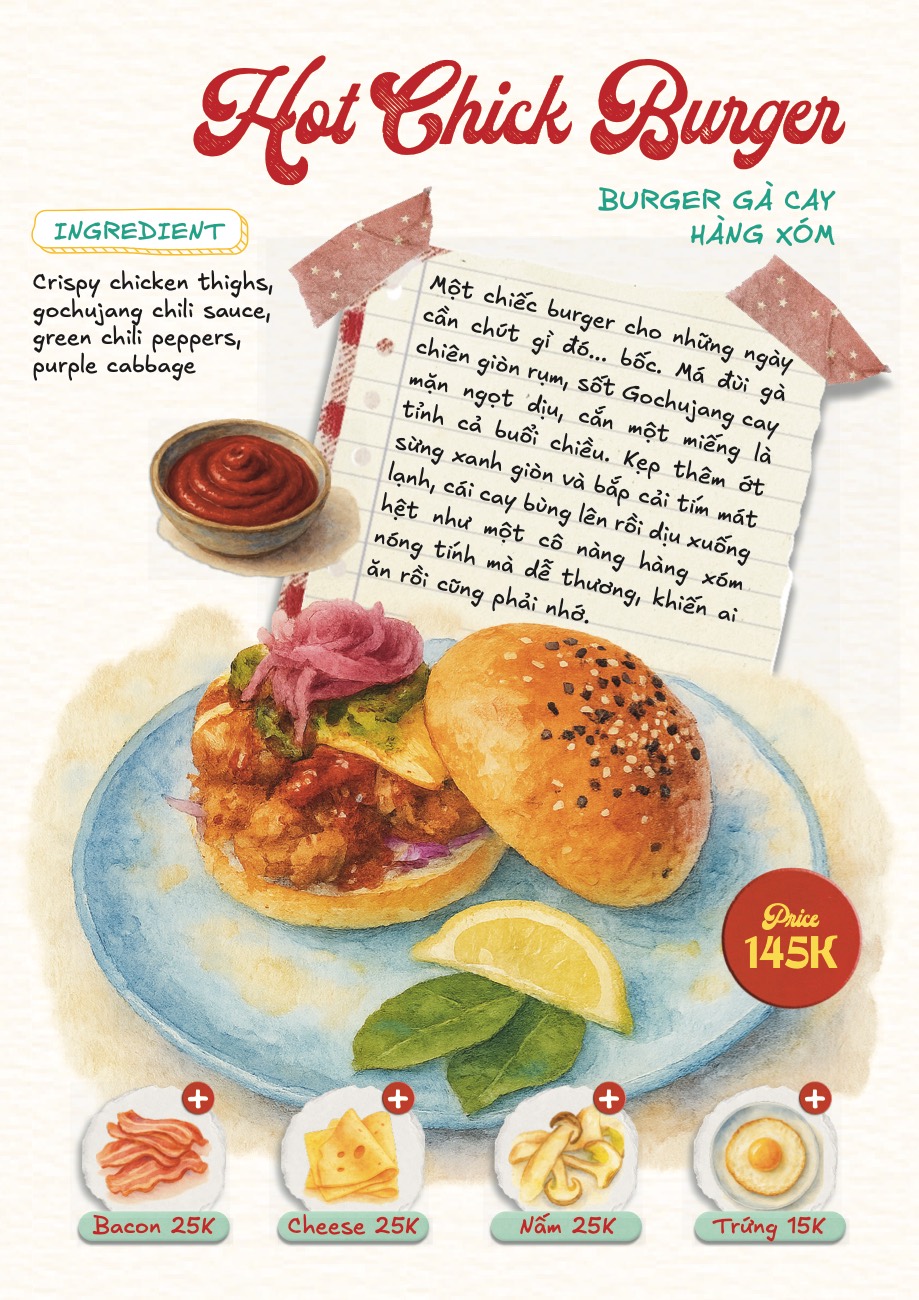 Hot Chick Burger
BURGER GÀ CAY
HÀNG XÓM
INGREDIENT
Crispy chicken thighs,
gochujang chili sauce,
green chili peppers,
purple cabbage
Một chiếc burger cho những ngày
cần chút gì đó... bốc. Má đùi gà
chiên giòn rụm, sốt Gochujang cay
mặn ngọt dịu, cắn một miếng là
tỉnh cả buổi chiều. Kẹp thêm ớt
sừng xanh giòn và bắp cải tím mát
lạnh, cái cay bùng lên rồi dịu xuống
hệt như một cô nàng hàng xóm
nóng tính mà dễ thương, khiến ai
ăn rồi cũng phải nhớ.
Price
145K
Bacon 25K
Cheese 25K
Nấm 25K
Trứng 15K